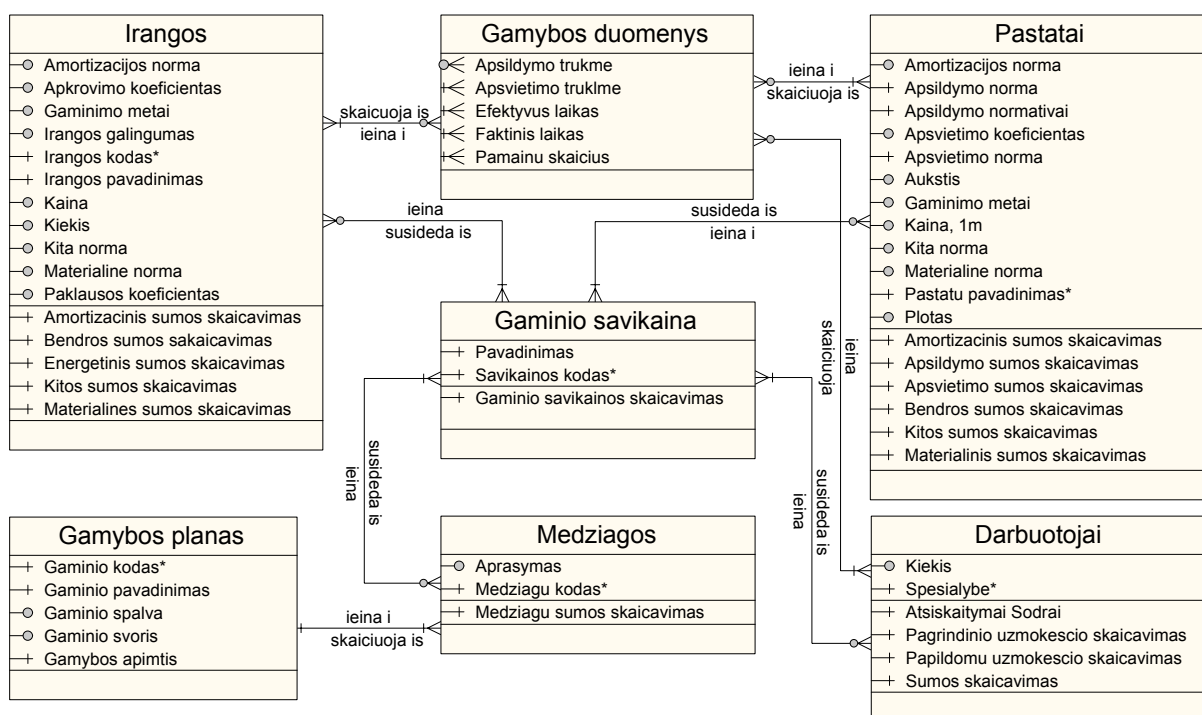 Irangos
Amortizacijos norma
Apkrovimo koeficientas
Gaminimo metai
Irangos galingumas
Irangos kodas*
Irangos pavadinimas
Kaina
Kiekis
Kita norma
Materialine norma
Paklausos koeficientas
Amortizacinis sumos skaicavimas
Bendros sumos sakaicavimas
Energetinis sumos skaicavimas
Kitos sumos skaicavimas
Materialines sumos skaicavimas
skaicuoja is
ieina i
Gamybos duomenys
Apsildymo trukme
Apsvietimo truklme
Efektyvus laikas
Faktinis laikas
Pamainu skaicius
ieina i
skaiciuoja is
Pastatai
Amortizacijos norma
Apsildymo norma
Apsildymo normativai
Apsvietimo koeficientas
Apsvietimo norma
Aukstis
Gaminimo metai
Kaina, 1m
Kita norma
Materialine norma
Pastatu pavadinimas*
Plotas
Amortizacinis sumos skaicavimas
Apsildymo sumos skaicavimas
Apsvietimo sumos skaicavimas
Bendros sumos skaicavimas
Kitos sumos skaicavimas
Materialinis sumos skaicavimas
ieina
susideda is
susideda is
ieina i
Gaminio savikaina
Pavadinimas
Savikainos kodas*
Gaminio savikainos skaicavimas
ieina
skaiciuoja
susideda is
ieina
susideda is
ieina
Gamybos planas
Gaminio kodas*
Gaminio pavadinimas
Gaminio spalva
Gaminio svoris
Gamybos apimtis
ieina i
skaiciuoja is
Medziagos
Aprasymas
Medziagu kodas*
Medziagu sumos skaicavimas
Darbuotojai
Kiekis
Spesialybe*
Atsiskaitymai Sodrai
Pagrindinio uzmokescio skaicavimas
Papildomu uzmokescio skaicavimas
Sumos skaicavimas